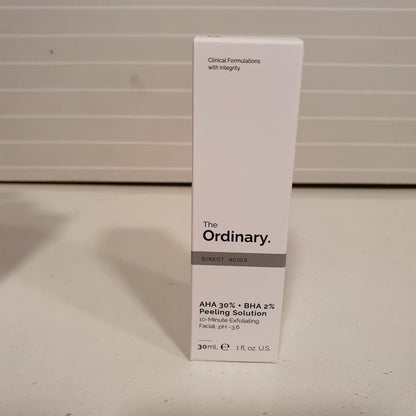 Clinical Formulations
with integrity.
The
Ordinary.
DIRECT ACIDS
AHA 30% + BHA 2%
Peeling Solution
10-Minute Exfoliating
Facial, pH ~3.6
30mL ℮ 1 fl. oz. U.S.